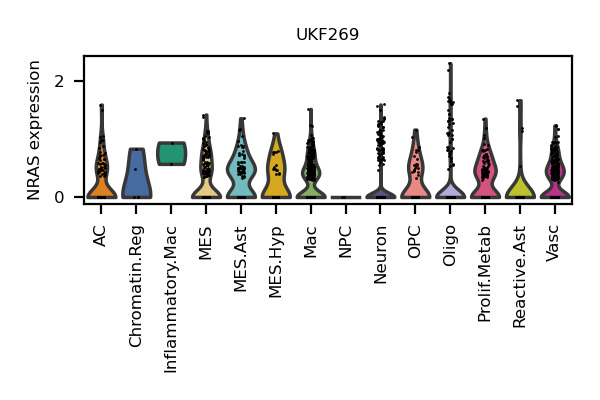 UKF269
NRAS expression
2
0
AC
Chromatin.Reg
Inflammatory.Mac
MES
MES.Ast
MES.Hyp
Mac
NPC
Neuron
OPC
Oligo
Prolif.Metab
Reactive.Ast
Vasc